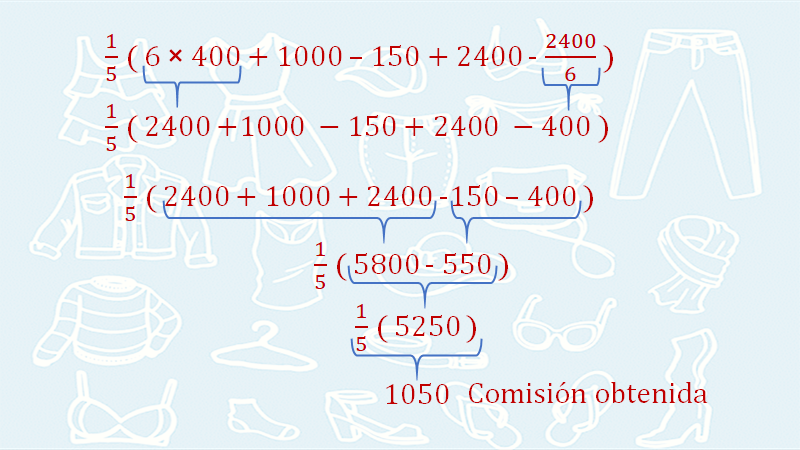 1/5 ( 6 × 400 + 1000 – 150 + 2400 - 2400/6 )
1/5 ( 2400 +1000 − 150 + 2400 − 400 )
1/5 ( 2400 + 1000 + 2400 -150 – 400 )
1/5 ( 5800 - 550 )
1/5 ( 5250 )
1050 Comisión obtenida